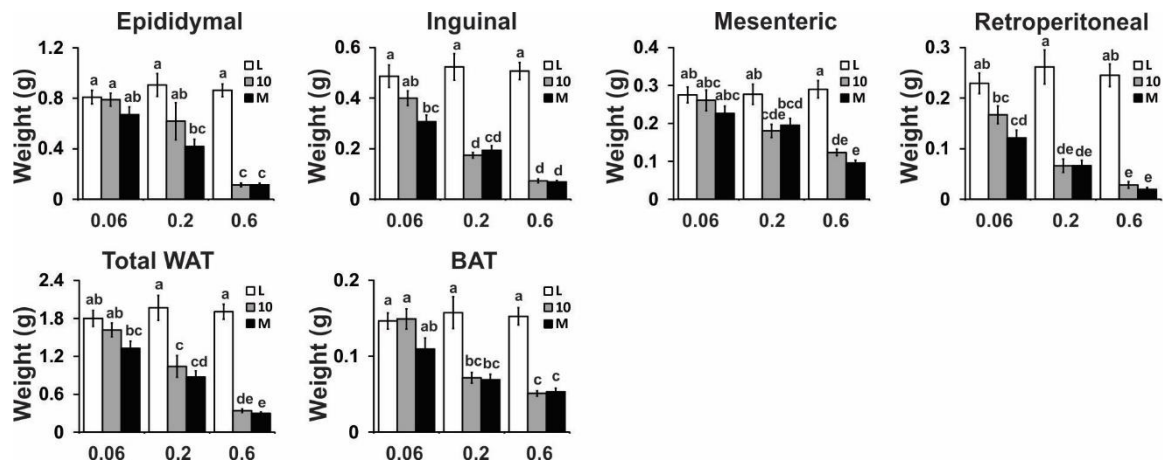 Epididymal
Weight (g)
1.2
0.8
0.4
0
a a ab
a ab bc
a c c
L
10
M
0.06 0.2 0.6
Inguinal
Weight (g)
0.6
0.4
0.2
0
a ab bc
a d cd
a d d
L
10
M
0.06 0.2 0.6
Mesenteric
Weight (g)
0.4
0.3
0.2
0.1
0
ab abc abc
ab cde bcd
a de e
L
10
M
0.06 0.2 0.6
Retroperitoneal
Weight (g)
0.3
0.2
0.1
0
ab bc cd
a de de
ab e e
L
10
M
0.06 0.2 0.6
Total WAT
Weight (g)
2.4
1.8
1.2
0.6
0
ab ab bc
a c cd
a de e
L
10
M
0.06 0.2 0.6
BAT
Weight (g)
0.2
0.1
0
a a ab
a bc bc
a c c
L
10
M
0.06 0.2 0.6